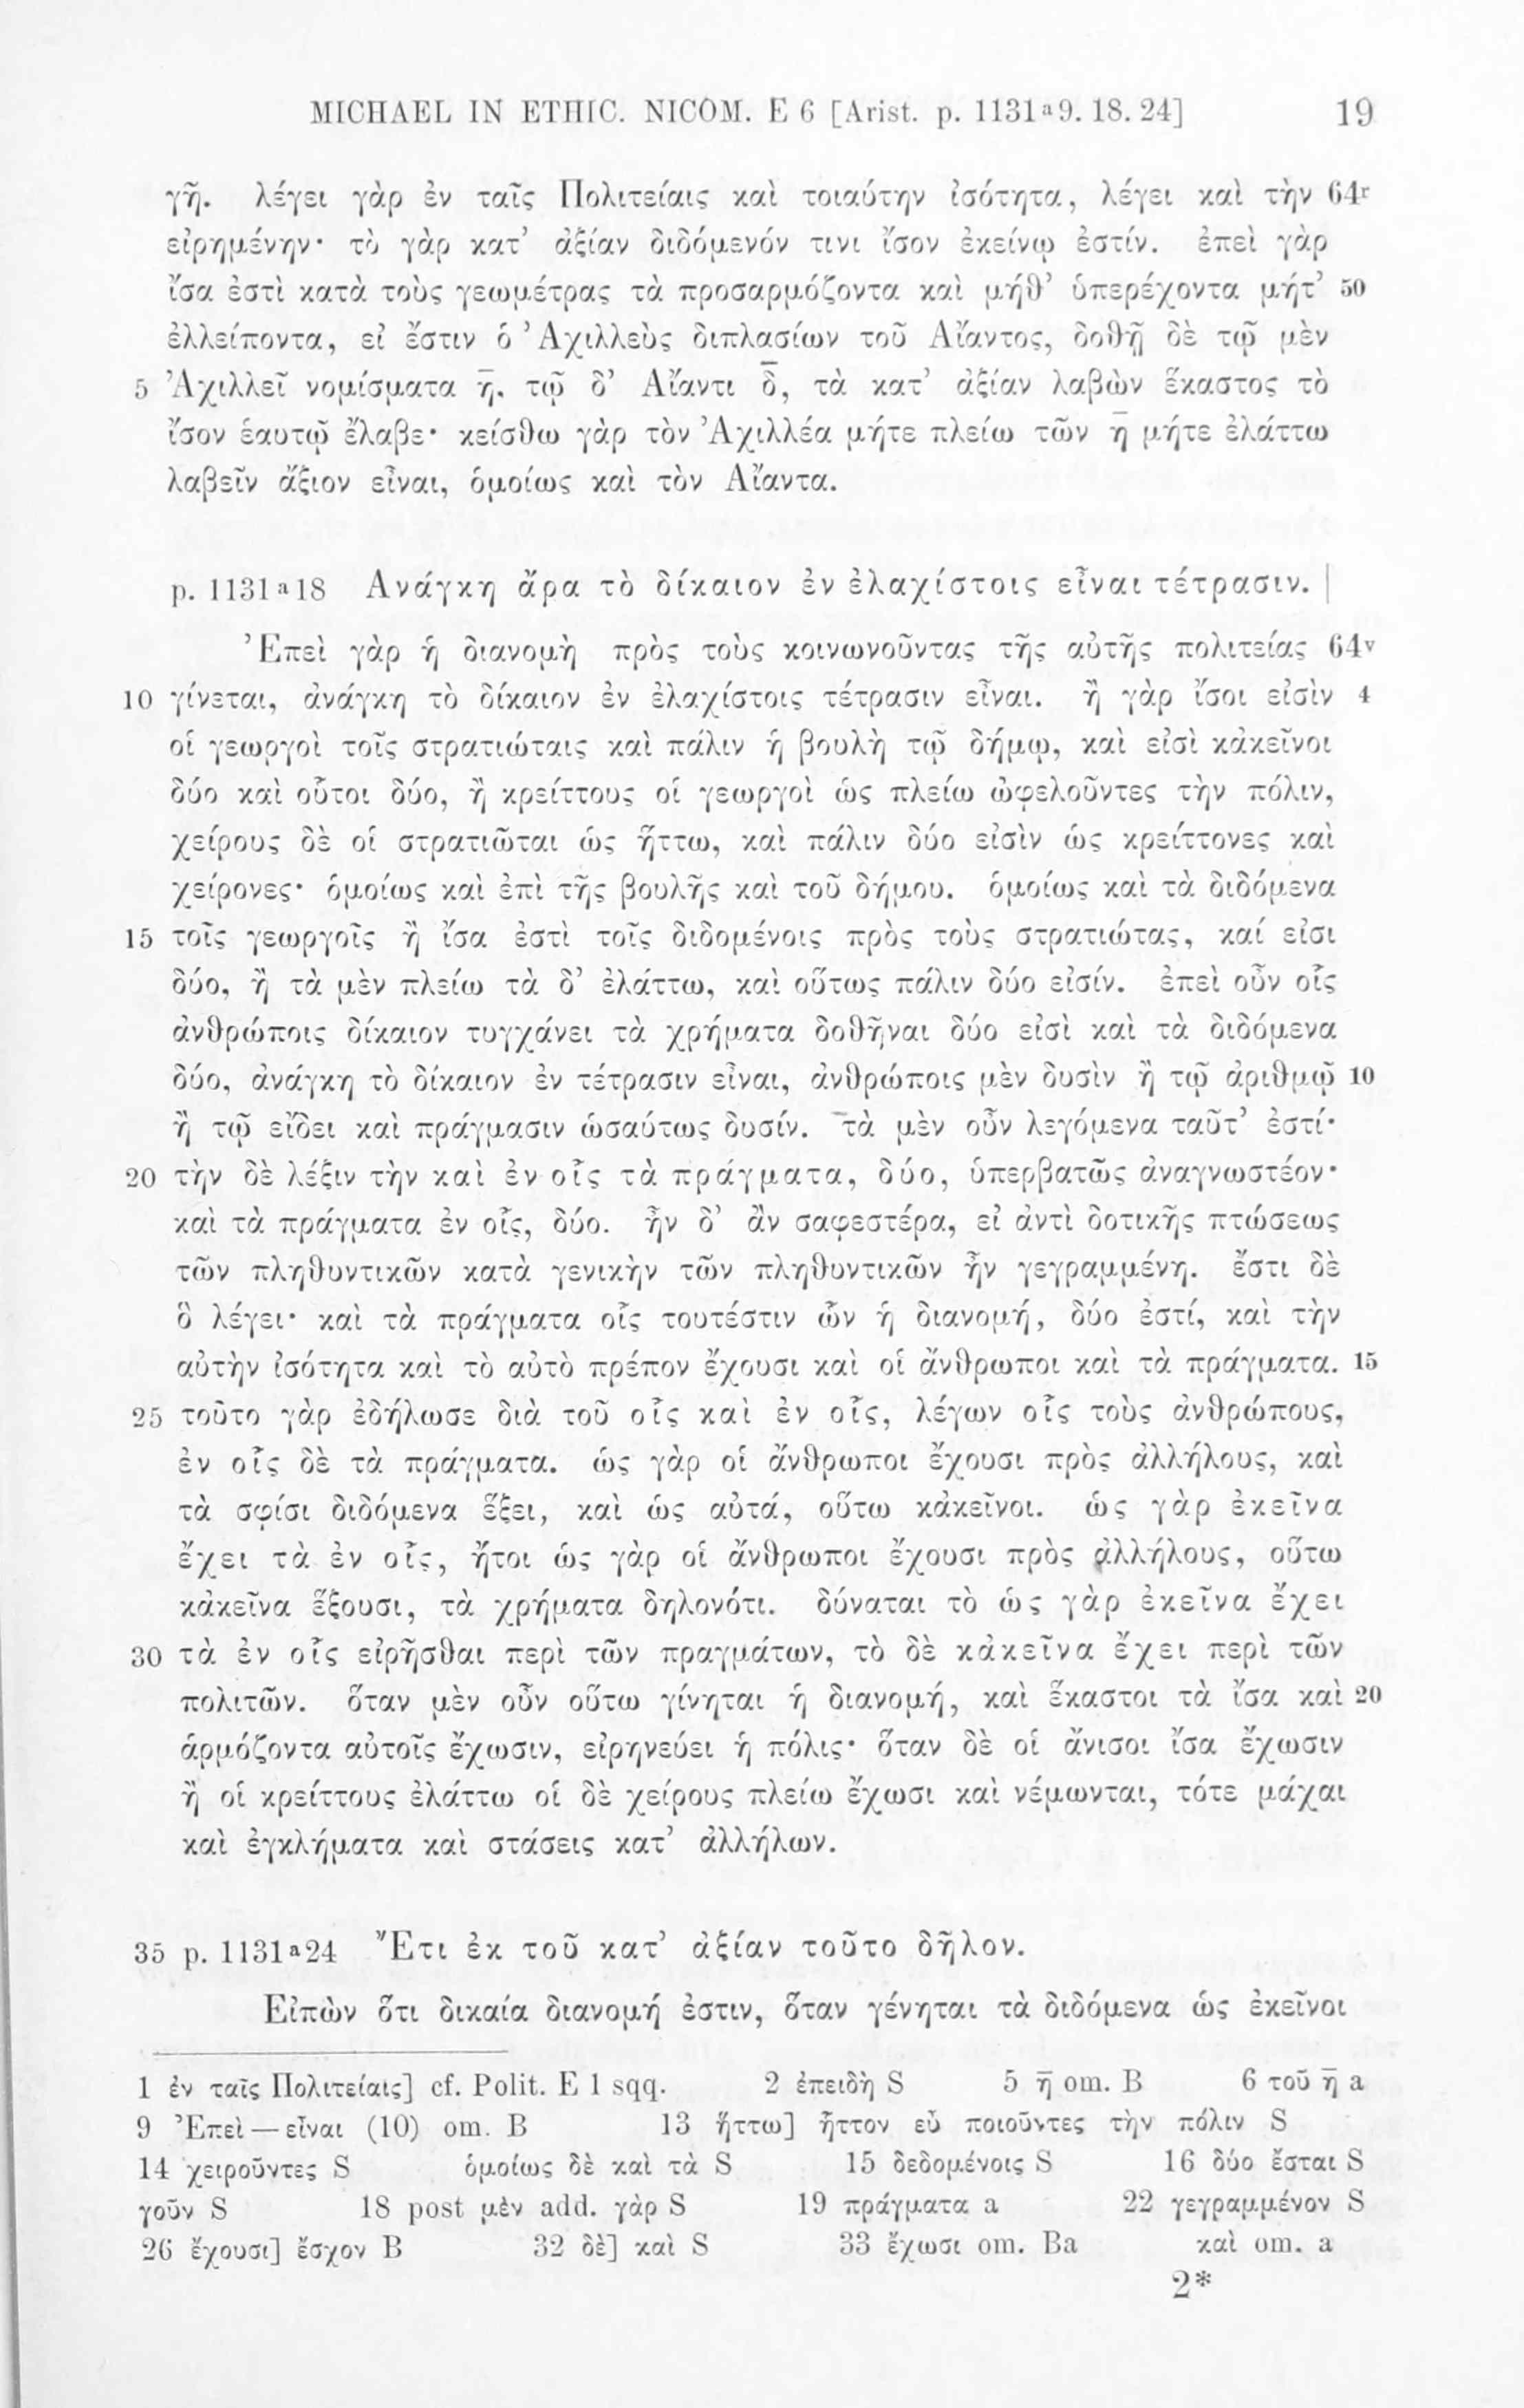 MICHAEL IN ETHIC. NICOM. E 6 [Arist. p. 1131ᵃ9. 18. 24] 19
γῆ. λέγει γὰρ ἐν ταῖς Πολιτείαις καὶ τοιαύτην ἰσότητα, λέγει καὶ τὴν 64ʳ
εἰρημένην· τὸ γὰρ κατ’ ἀξίαν διδόμενόν τινι ἴσον ἐκείνῳ ἐστίν. ἐπεὶ γὰρ
ἴσα ἐστὶ κατὰ τοὺς γεωμέτρας τὰ προσαρμόζοντα καὶ μήθ’ ὑπερέχοντα μήτ’ 50
ἐλλείποντα, εἰ ἔστιν ὁ Ἀχιλλεὺς διπλασίων τοῦ Αἴαντος, δοθῇ δὲ τῷ μὲν
5 Ἀχιλλεῖ νομίσματα η̄, τῷ δ’ Αἴαντι δ̄, τὰ κατ’ ἀξίαν λαβὼν ἕκαστος τὸ
ἴσον ἑαυτῷ ἔλαβε· κείσθω γὰρ τὸν Ἀχιλλέα μήτε πλείω τῶν η̄ μήτε ἐλάττω
λαβεῖν ἄξιον εἶναι, ὁμοίως καὶ τὸν Αἴαντα.
p. 1131ᵃ18 Ἀνάγκη ἄρα τὸ δίκαιον ἐν ἐλαχίστοις εἶναι τέτρασιν. |
Ἐπεὶ γὰρ ἡ διανομὴ πρὸς τοὺς κοινωνοῦντας τῆς αὐτῆς πολιτείας 64ᵛ
10 γίνεται, ἀνάγκη τὸ δίκαιον ἐν ἐλαχίστοις τέτρασιν εἶναι. ἢ γὰρ ἴσοι εἰσὶν 4
οἱ γεωργοὶ τοῖς στρατιώταις καὶ πάλιν ἡ βουλὴ τῷ δήμῳ, καὶ εἰσὶ κἀκεῖνοι
δύο καὶ οὗτοι δύο, ἢ κρείττους οἱ γεωργοὶ ὡς πλείω ὠφελοῦντες τὴν πόλιν,
χείρους δὲ οἱ στρατιῶται ὡς ἥττω, καὶ πάλιν δύο εἰσὶν ὡς κρείττονες καὶ
χείρονες· ὁμοίως καὶ ἐπὶ τῆς βουλῆς καὶ τοῦ δήμου. ὁμοίως καὶ τὰ διδόμενα
15 τοῖς γεωργοῖς ἢ ἴσα ἐστὶ τοῖς διδομένοις πρὸς τοὺς στρατιώτας, καί εἰσι
δύο, ἢ τὰ μὲν πλείω τὰ δ’ ἐλάττω, καὶ οὕτως πάλιν δύο εἰσίν. ἐπεὶ οὖν οἷς
ἀνθρώποις δίκαιον τυγχάνει τὰ χρήματα δοθῆναι δύο εἰσὶ καὶ τὰ διδόμενα
δύο, ἀνάγκη τὸ δίκαιον ἐν τέτρασιν εἶναι, ἀνθρώποις μὲν δυσὶν ἢ τῷ ἀριθμῷ 10
ἢ τῷ εἴδει καὶ πράγμασιν ὡσαύτως δυσίν. τὰ μὲν οὖν λεγόμενα ταῦτ’ ἐστί·
20 τὴν δὲ λέξιν τὴν καὶ ἐν οἷς τὰ πράγματα, δύο, ὑπερβατῶς ἀναγνωστέον·
καὶ τὰ πράγματα ἐν οἷς, δύο. ἦν δ’ ἂν σαφεστέρα, εἰ ἀντὶ δοτικῆς πτώσεως
τῶν πληθυντικῶν κατὰ γενικὴν τῶν πληθυντικῶν ἦν γεγραμμένη. ἔστι δὲ
ὃ λέγει· καὶ τὰ πράγματα οἷς τουτέστιν ὧν ἡ διανομή, δύο ἐστί, καὶ τὴν
αὐτὴν ἰσότητα καὶ τὸ αὐτὸ πρέπον ἔχουσι καὶ οἱ ἄνθρωποι καὶ τὰ πράγματα. 15
25 τοῦτο γὰρ ἐδήλωσε διὰ τοῦ οἷς καὶ ἐν οἷς, λέγων οἷς τοὺς ἀνθρώπους,
ἐν οἷς δὲ τὰ πράγματα. ὡς γὰρ οἱ ἄνθρωποι ἔχουσι πρὸς ἀλλήλους, καὶ
τὰ σφίσι διδόμενα ἕξει, καὶ ὡς αὐτά, οὕτω κἀκεῖνοι. ὡς γὰρ ἐκεῖνα
ἔχει τὰ ἐν οἷς, ἤτοι ὡς γὰρ οἱ ἄνθρωποι ἔχουσι πρὸς ἀλλήλους, οὕτω
κἀκεῖνα ἕξουσι, τὰ χρήματα δηλονότι. δύναται τὸ ὡς γὰρ ἐκεῖνα ἔχει
30 τὰ ἐν οἷς εἰρῆσθαι περὶ τῶν πραγμάτων, τὸ δὲ κἀκεῖνα ἔχει περὶ τῶν
πολιτῶν. ὅταν μὲν οὖν οὕτω γίνηται ἡ διανομή, καὶ ἕκαστοι τὰ ἴσα καὶ 20
ἁρμόζοντα αὐτοῖς ἔχωσιν, εἰρηνεύει ἡ πόλις· ὅταν δὲ οἱ ἄνισοι ἴσα ἔχωσιν
ἢ οἱ κρείττους ἐλάττω οἱ δὲ χείρους πλείω ἔχωσι καὶ νέμωνται, τότε μάχαι
καὶ ἐγκλήματα καὶ στάσεις κατ’ ἀλλήλων.
35 p. 1131ᵃ24 Ἔτι ἐκ τοῦ κατ’ ἀξίαν τοῦτο δῆλον.
Εἰπὼν ὅτι δικαία διανομή ἐστιν, ὅταν γένηται τὰ διδόμενα ὡς ἐκεῖνοι
1 ἐν ταῖς Πολιτείαις] cf. Polit. E 1 sqq. 2 ἐπειδὴ S 5 η̄ om. B 6 τοῦ η̄ a
9 Ἐπεὶ — εἶναι (10) om. B 13 ἥττω] ἧττον εὖ ποιοῦντες τὴν πόλιν S
14 χειροῦντες S ὁμοίως δὲ καὶ τὰ S 15 δεδομένοις S 16 δύο ἔσται S
γοῦν S 18 post μὲν add. γὰρ S 19 πράγματα a 22 γεγραμμένον S
26 ἔχουσι] ἔσχον B 32 δὲ] καὶ S 33 ἔχωσι om. Ba καὶ om. a
2*